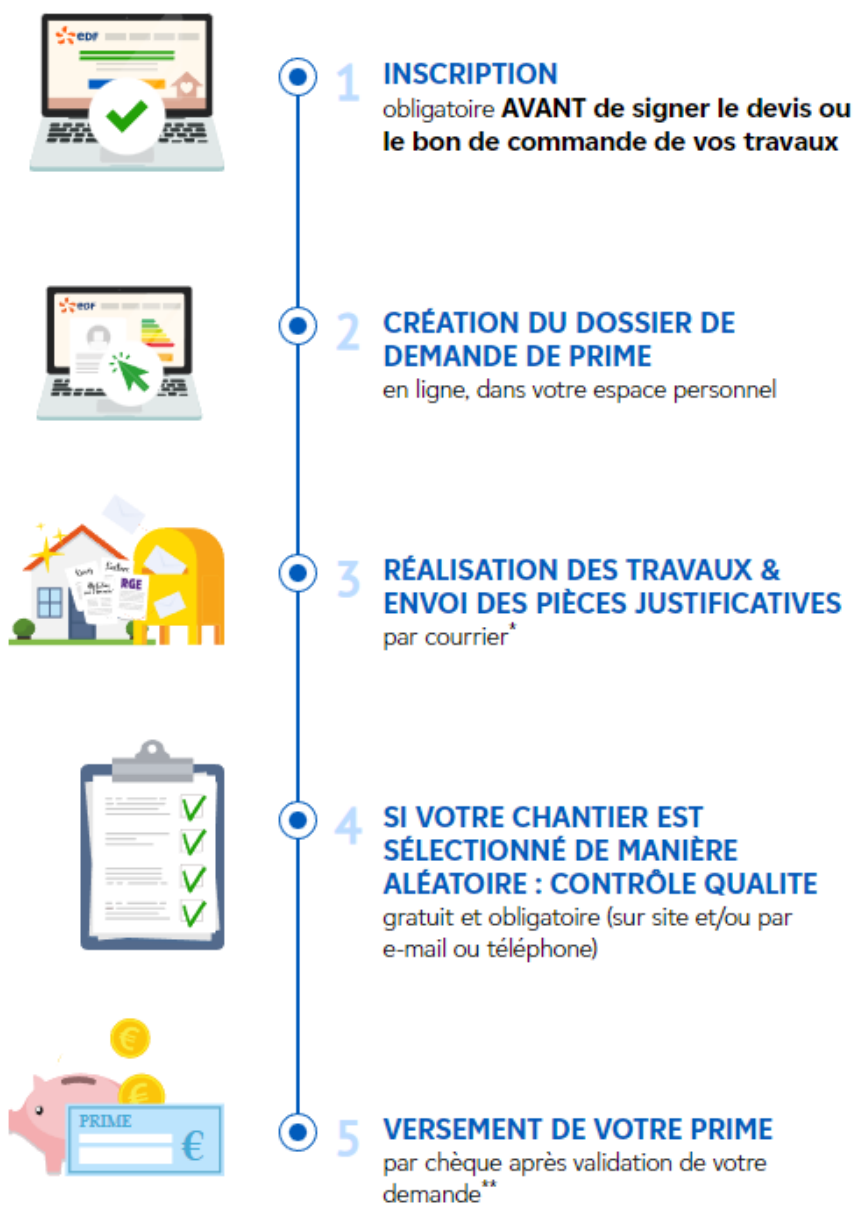 edf
1 INSCRIPTION
obligatoire AVANT de signer le devis ou
le bon de commande de vos travaux
edf
2 CRÉATION DU DOSSIER DE
DEMANDE DE PRIME
en ligne, dans votre espace personnel
RGE
3 RÉALISATION DES TRAVAUX &
ENVOI DES PIÈCES JUSTIFICATIVES
par courrier*
4 SI VOTRE CHANTIER EST
SÉLECTIONNÉ DE MANIÈRE
ALÉATOIRE : CONTRÔLE QUALITE
gratuit et obligatoire (sur site et/ou par
e-mail ou téléphone)
€
€
PRIME
€
5 VERSEMENT DE VOTRE PRIME
par chèque après validation de votre
demande**